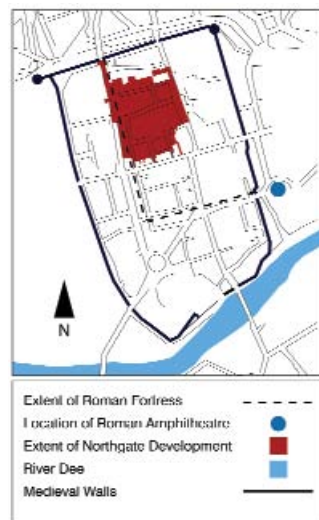 N
Extent of Roman Fortress
Location of Roman Amphitheatre
Extent of Northgate Development
River Dee
Medieval Walls